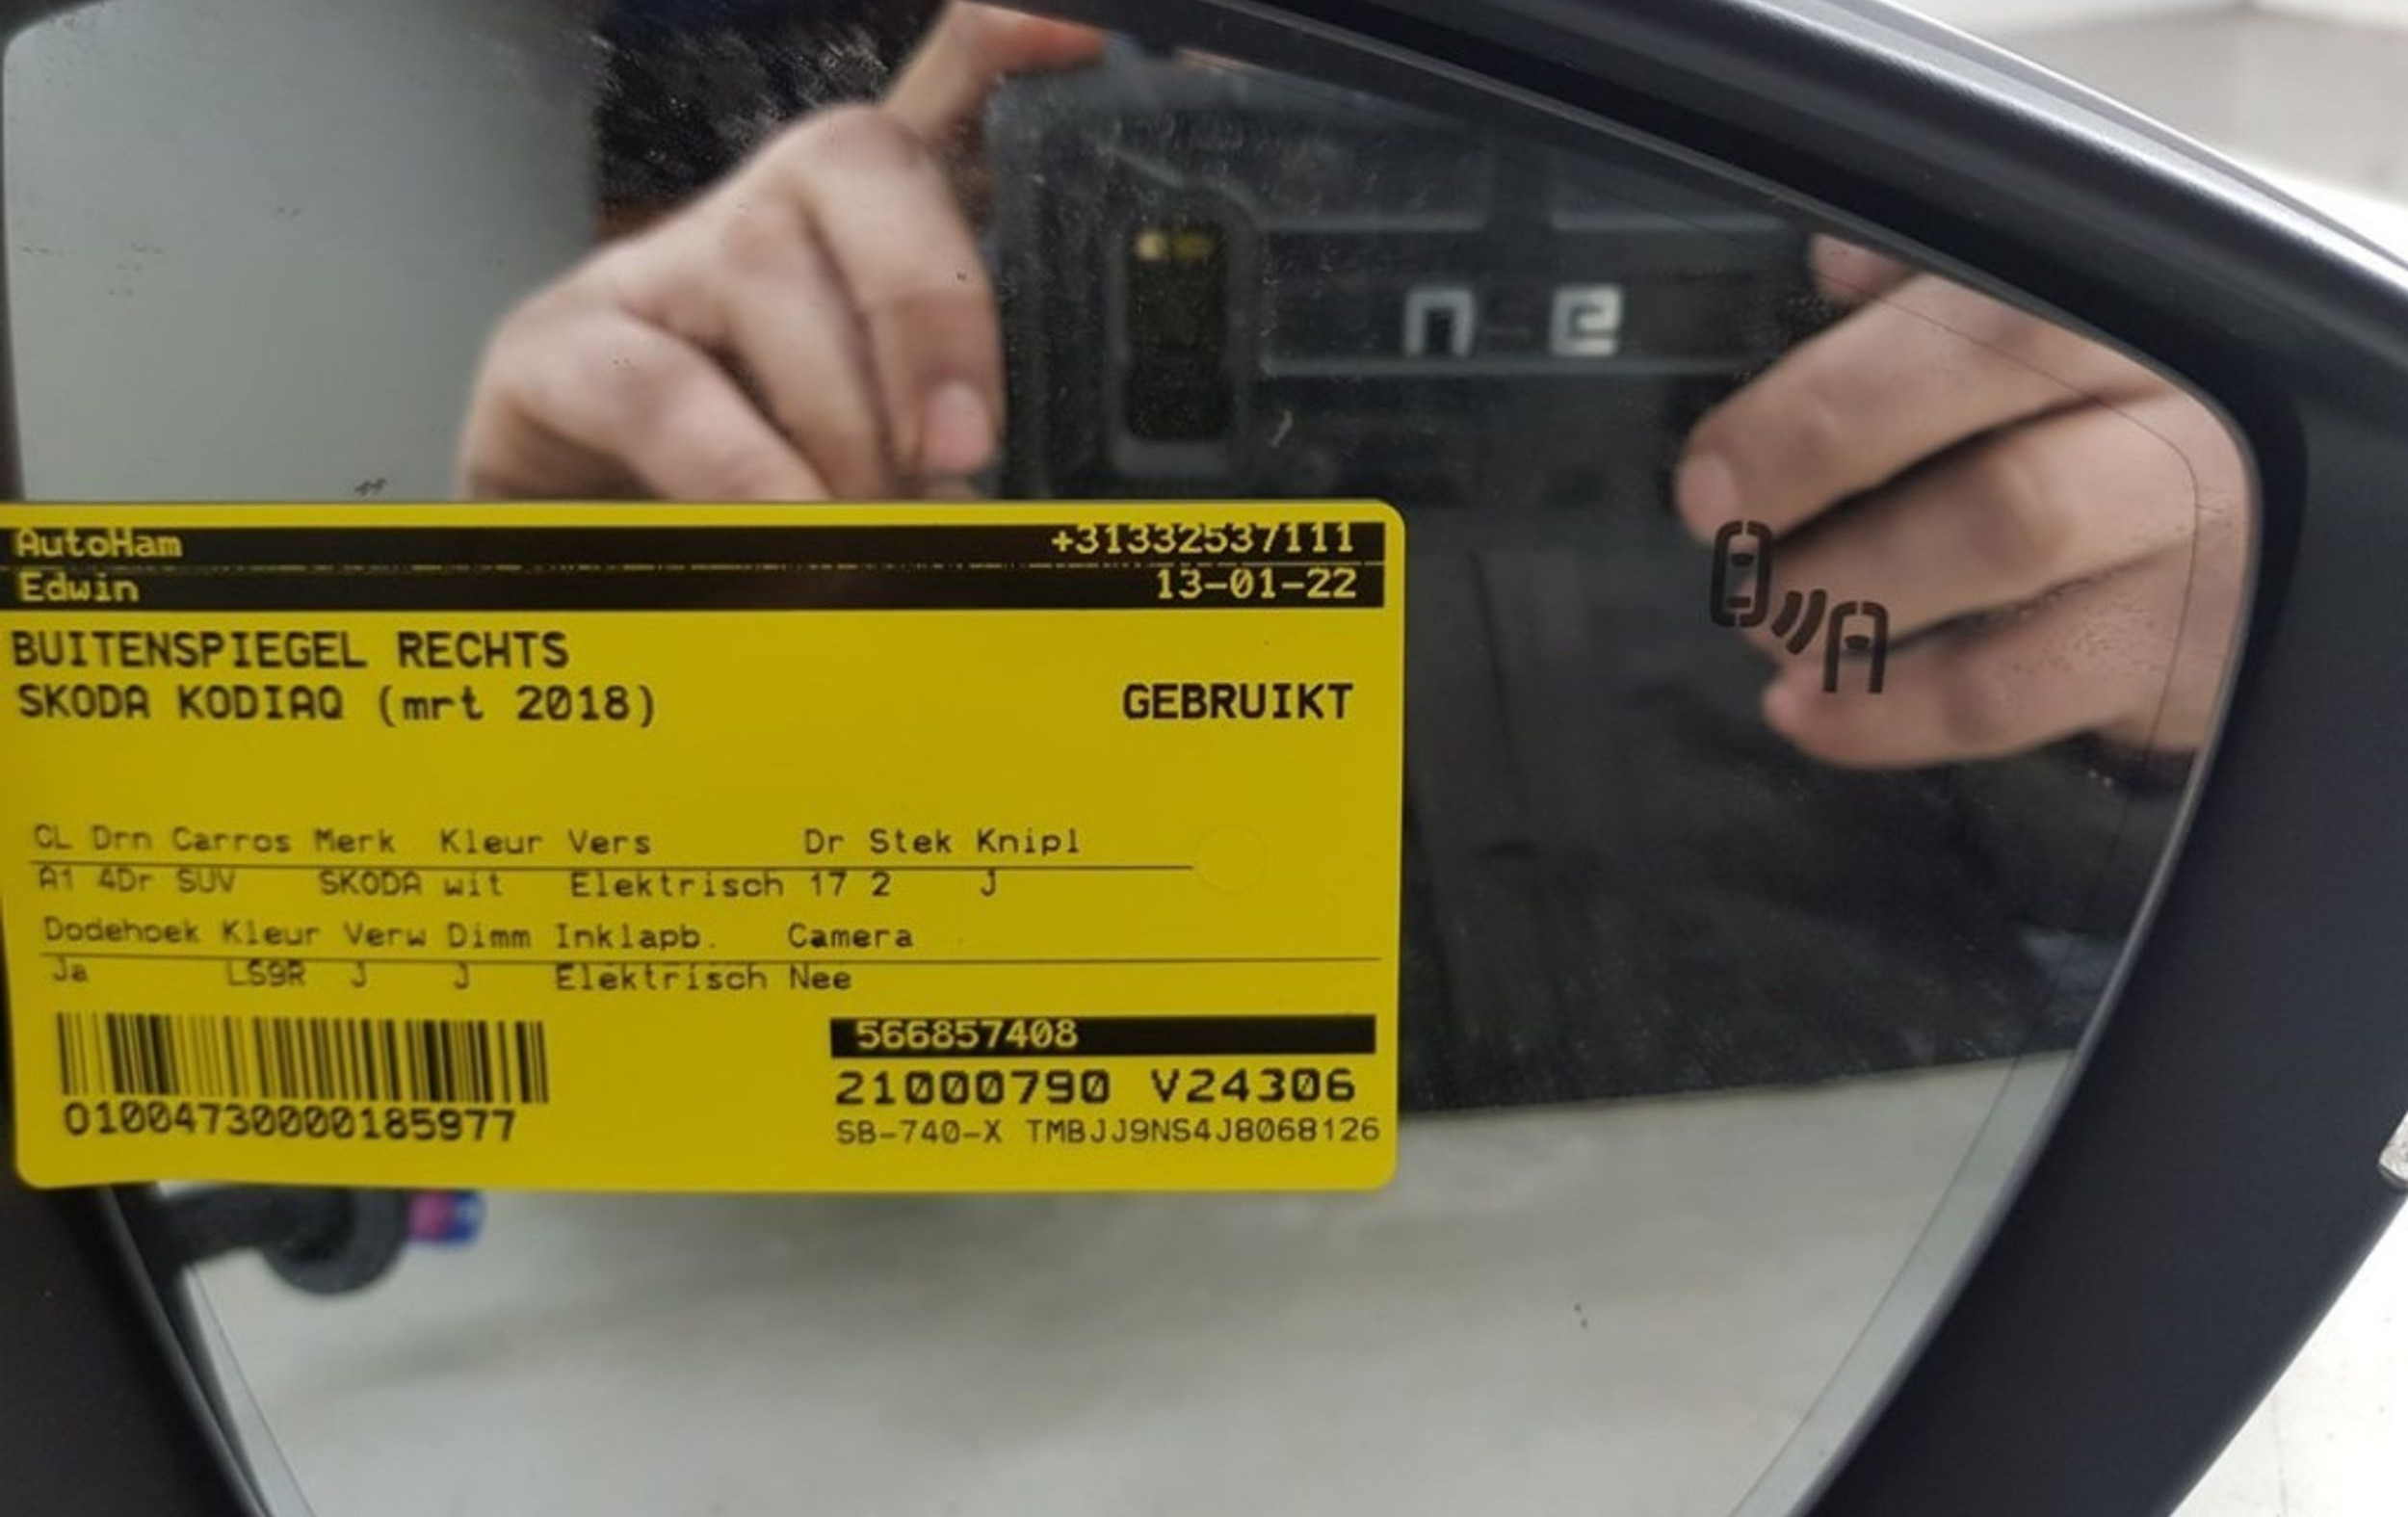 n e
AutoHam +31332537111
Edwin 13-01-22
BUITENSPIEGEL RECHTS
SKODA KODIAQ (mrt 2018) GEBRUIKT
CL Drn Carros Merk Kleur Vers Dr Stek Knipl
A1 4Dr SUV SKODA wit Elektrisch 17 2 J
Dodehoek Kleur Verw Dimm Inklapb. Camera
Ja LS9R J J Elektrisch Nee
566857408
21000790 V24306
O10047300000185977
SB-740-X TMBJJ9NS4J8068126